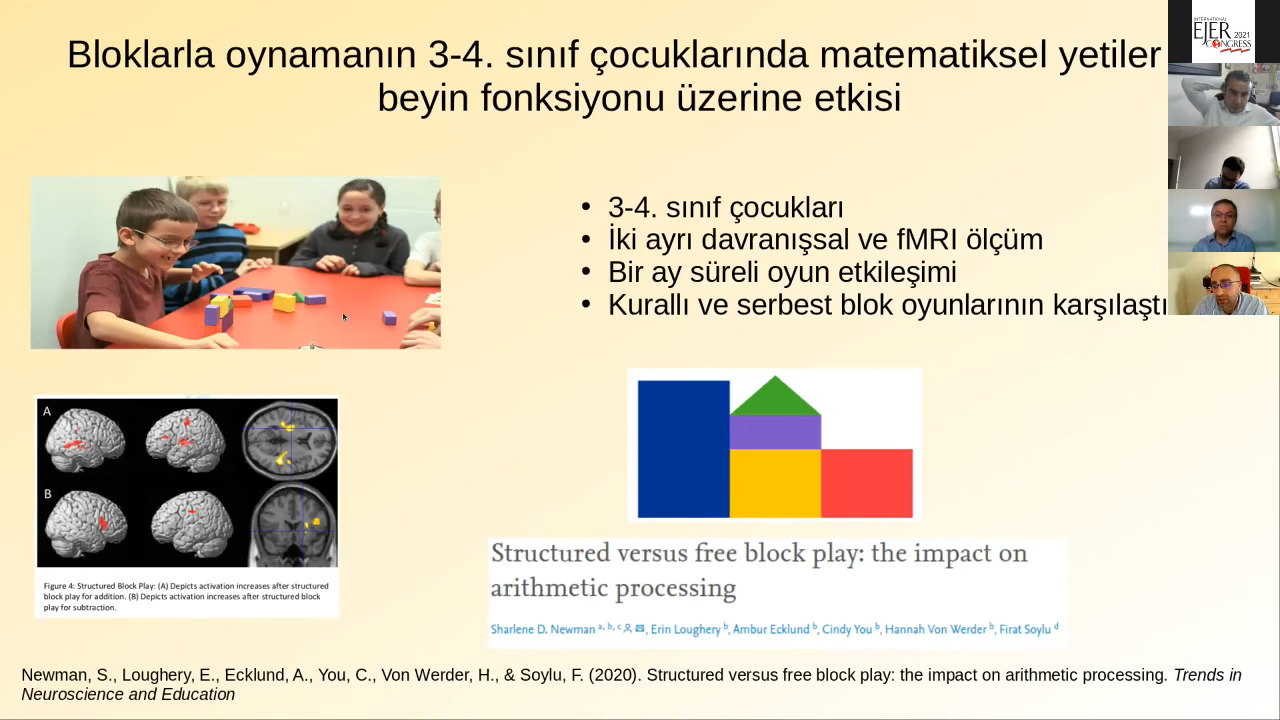 Bloklarla oynamanın 3-4. sınıf çocuklarında matematiksel yetiler
beyin fonksiyonu üzerine etkisi
INTERNATIONAL
EJER 2021
CONGRESS
• 3-4. sınıf çocukları
• İki ayrı davranışsal ve fMRI ölçüm
• Bir ay süreli oyun etkileşimi
• Kurallı ve serbest blok oyunlarının karşılaştı
A
B
Figure 4: Structured Block Play: (A) Depicts activation increases after structured
block play for addition. (B) Depicts activation increases after structured block
play for subtraction.
Structured versus free block play: the impact on
arithmetic processing
Sharlene D. Newman a, b, c, Erin Loughery b, Ambur Ecklund b, Cindy You b, Hannah Von Werder b, Firat Soylu d
Newman, S., Loughery, E., Ecklund, A., You, C., Von Werder, H., & Soylu, F. (2020). Structured versus free block play: the impact on arithmetic processing. Trends in
Neuroscience and Education